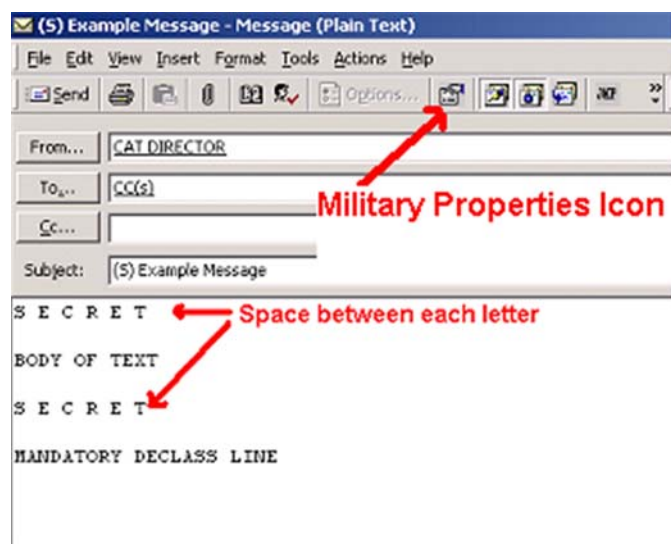 (S) Example Message - Message (Plain Text)
File Edit View Insert Format Tools Actions Help
Send Options...
From... CAT DIRECTOR
To... CC(s)
Military Properties Icon
Cc...
Subject: (S) Example Message
S E C R E T Space between each letter
BODY OF TEXT
S E C R E T
MANDATORY DECLASS LINE